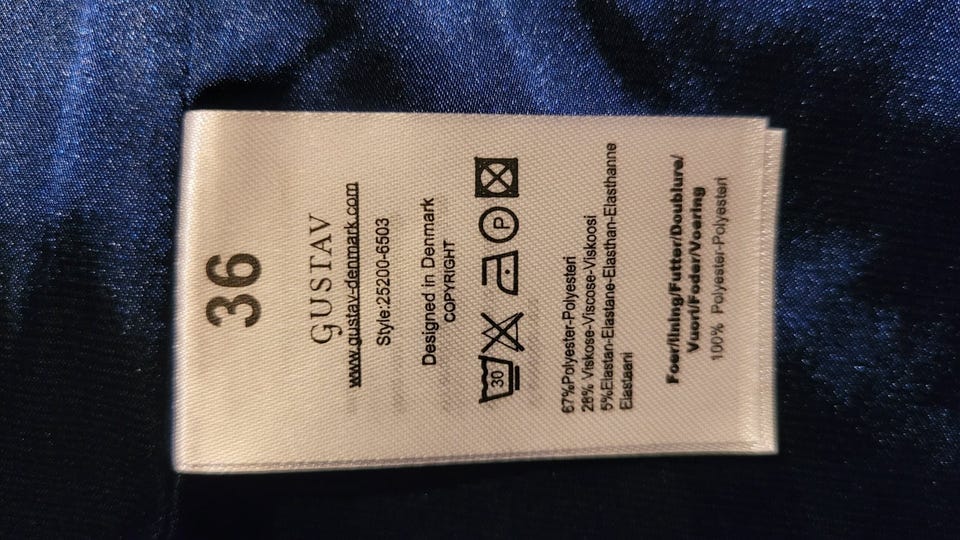 36
GUSTAV
www.gustav-denmark.com
Style:25200-6503
Designed in Denmark
COPYRIGHT
30 P
67%Polyester-Polyesteri
28% Viskose-Viscose-Viskoosi
5%Elastan-Elastane-Elasthan-Elasthanne
Elastaani
Foer/lining/Futter/Doublure/
Vuori/Foder/Voering
100% Polyester-Polyesteri